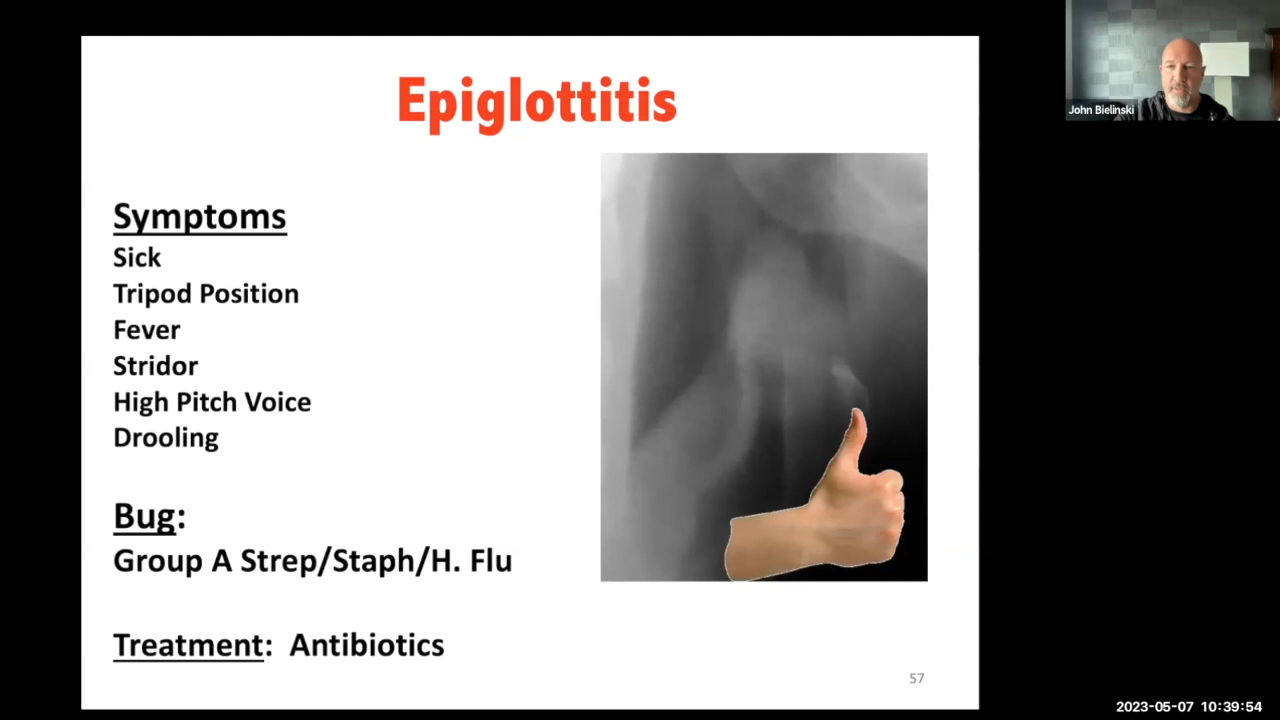 Epiglottitis
Symptoms
Sick
Tripod Position
Fever
Stridor
High Pitch Voice
Drooling
Bug:
Group A Strep/Staph/H. Flu
Treatment: Antibiotics
57
John Bielinski
2023-05-07 10:39:54